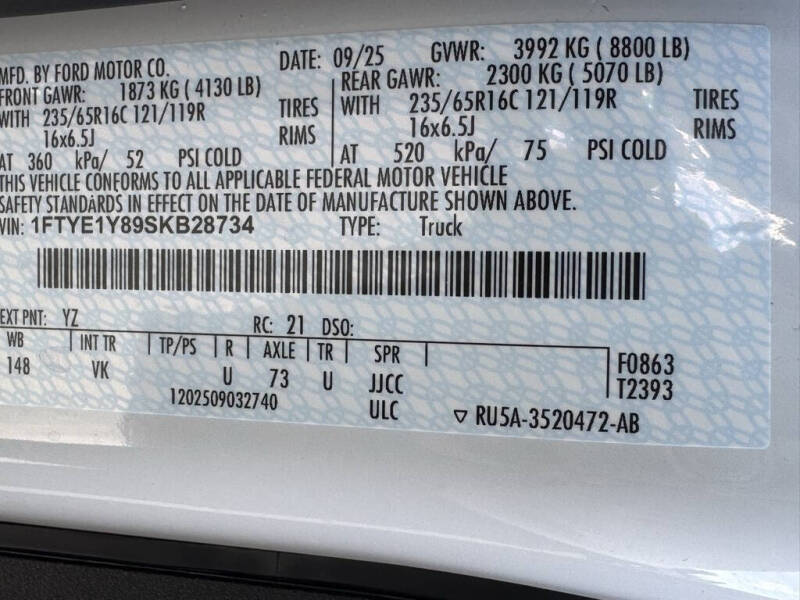 MFD. BY FORD MOTOR CO. DATE: 09/25 GVWR: 3992 KG ( 8800 LB)
FRONT GAWR: 1873 KG ( 4130 LB) REAR GAWR: 2300 KG ( 5070 LB)
WITH 235/65R16C 121/119R TIRES WITH 235/65R16C 121/119R TIRES
16x6.5J RIMS 16x6.5J RIMS
AT 360 kPa/ 52 PSI COLD AT 520 kPa/ 75 PSI COLD
THIS VEHICLE CONFORMS TO ALL APPLICABLE FEDERAL MOTOR VEHICLE
SAFETY STANDARDS IN EFFECT ON THE DATE OF MANUFACTURE SHOWN ABOVE.
VIN: 1FTYE1Y89SKB28734 TYPE: Truck
EXT PNT: YZ RC: 21 DSO:
WB INT TR TP/PS R AXLE TR SPR F0863
148 VK U 73 U JJCC T2393
1202509032740 ULC ▽ RU5A-3520472-AB